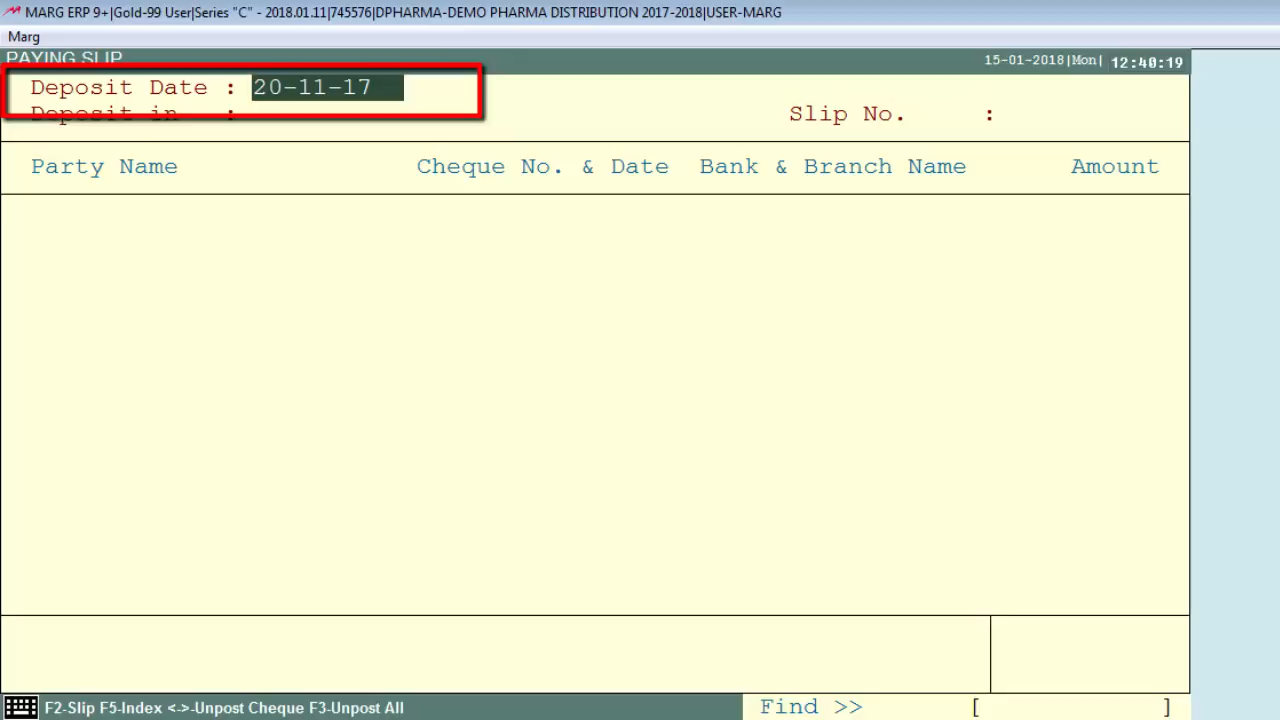 MARG ERP 9+|Gold-99 User|Series "C" - 2018.01.11|745576|DPHARMA-DEMO PHARMA DISTRIBUTION 2017-2018|USER-MARG
Marg
PAYING SLIP 15-01-2018|Mon| 12:40:19
Deposit Date : 20-11-17
Deposit in : Slip No. :
Party Name Cheque No. & Date Bank & Branch Name Amount
F2-Slip F5-Index <->-Unpost Cheque F3-Unpost All Find >> [ ]